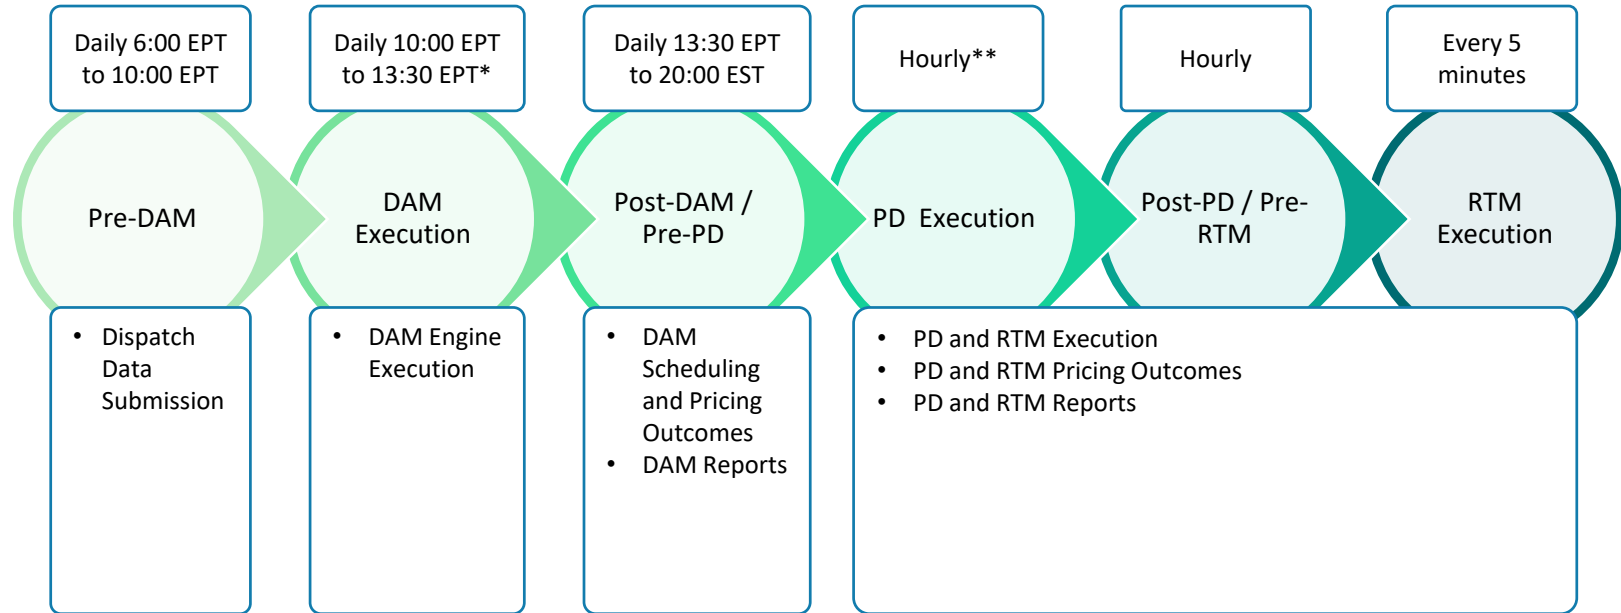 Daily 6:00 EPT
to 10:00 EPT
Daily 10:00 EPT
to 13:30 EPT*
Daily 13:30 EPT
to 20:00 EST
Hourly**
Hourly
Every 5
minutes
Pre-DAM
DAM
Execution
Post-DAM /
Pre-PD
PD Execution
Post-PD / Pre-
RTM
RTM
Execution
• Dispatch
Data
Submission
• DAM Engine
Execution
• DAM
Scheduling
and Pricing
Outcomes
• DAM Reports
• PD and RTM Execution
• PD and RTM Pricing Outcomes
• PD and RTM Reports